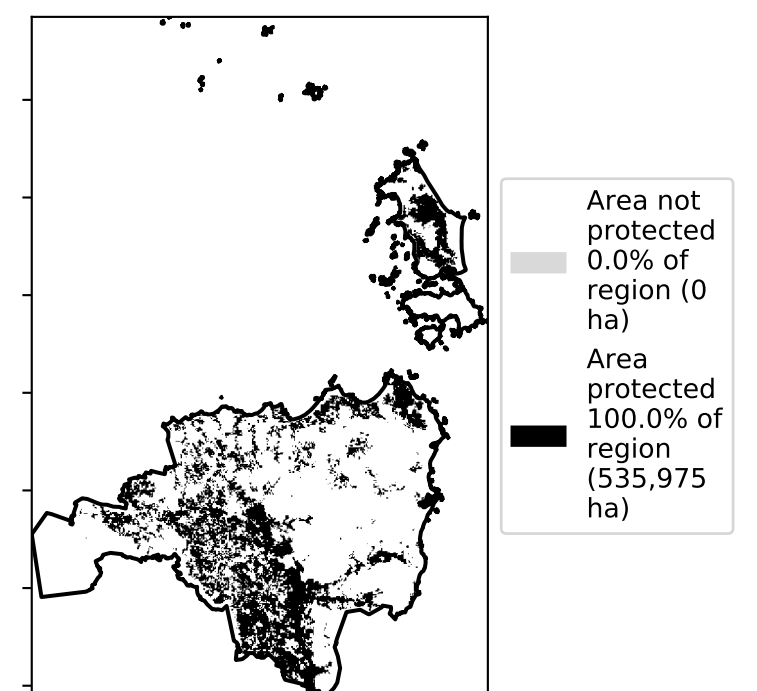 Area not
protected
0.0% of
region (0
ha)
Area
protected
100.0% of
region
(535,975
ha)